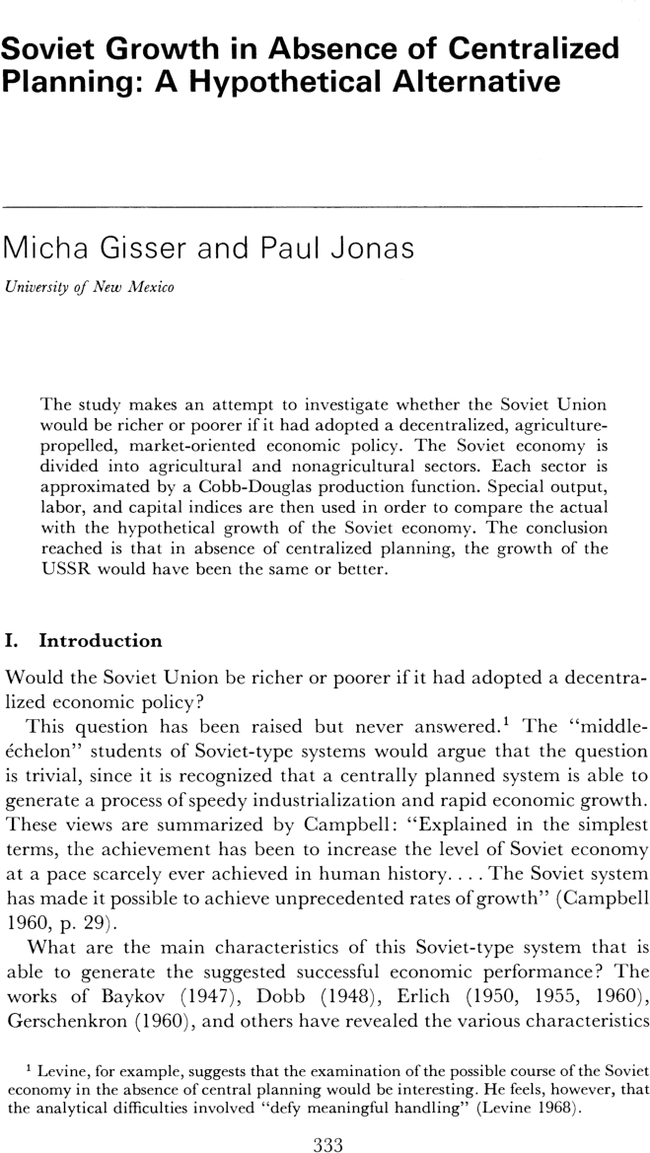 Soviet Growth in Absence of Centralized
Planning: A Hypothetical Alternative
Micha Gisser and Paul Jonas
University of New Mexico
The study makes an attempt to investigate whether the Soviet Union
would be richer or poorer if it had adopted a decentralized, agriculture-
propelled, market-oriented economic policy. The Soviet economy is
divided into agricultural and nonagricultural sectors. Each sector is
approximated by a Cobb-Douglas production function. Special output,
labor, and capital indices are then used in order to compare the actual
with the hypothetical growth of the Soviet economy. The conclusion
reached is that in absence of centralized planning, the growth of the
USSR would have been the same or better.
I. Introduction
Would the Soviet Union be richer or poorer if it had adopted a decentra-
lized economic policy?
This question has been raised but never answered.¹ The “middle-
échelon” students of Soviet-type systems would argue that the question
is trivial, since it is recognized that a centrally planned system is able to
generate a process of speedy industrialization and rapid economic growth.
These views are summarized by Campbell: “Explained in the simplest
terms, the achievement has been to increase the level of Soviet economy
at a pace scarcely ever achieved in human history. . . . The Soviet system
has made it possible to achieve unprecedented rates of growth” (Campbell
1960, p. 29).
What are the main characteristics of this Soviet-type system that is
able to generate the suggested successful economic performance? The
works of Baykov (1947), Dobb (1948), Erlich (1950, 1955, 1960),
Gerschenkron (1960), and others have revealed the various characteristics
¹ Levine, for example, suggests that the examination of the possible course of the Soviet
economy in the absence of central planning would be interesting. He feels, however, that
the analytical difficulties involved “defy meaningful handling” (Levine 1968).
333